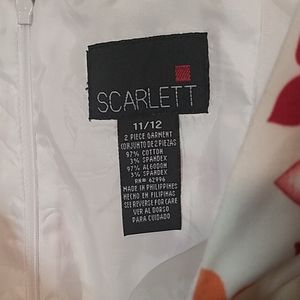 SCARLETT
11/12
2 PIECE GARMENT
CONJUNTO DE 2 PIEZAS
97% COTTON
3% SPANDEX
97% ALGODON
3% SPANDEX
RN# 62996
MADE IN PHILIPPINES
HECHO EN FILIPINAS
SEE REVERSE FOR CARE
VER AL DORSO
PARA CUIDADO